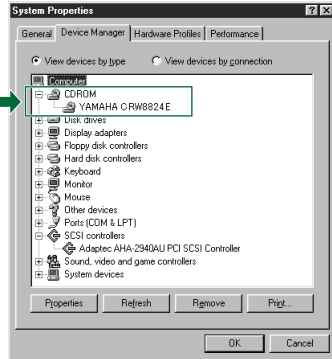 System Properties
General Device Manager Hardware Profiles Performance
View devices by type View devices by connection
Computer
CDROM
YAMAHA CRW8824E
Disk drives
Display adapters
Floppy disk controllers
Hard disk controllers
Keyboard
Monitor
Mouse
Other devices
Ports (COM & LPT)
SCSI controllers
Adaptec AHA-2940AU PCI SCSI Controller
Sound, video and game controllers
System devices
Properties Refresh Remove Print...
OK Cancel